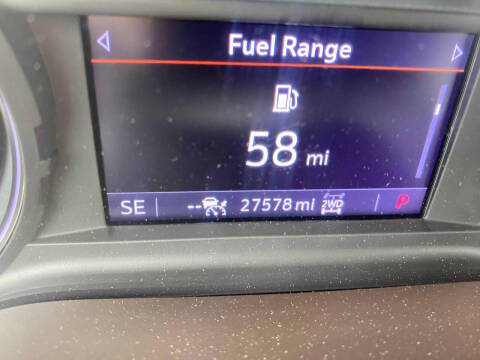 Fuel Range
58 mi
SE -- 27578 mi 2WD P